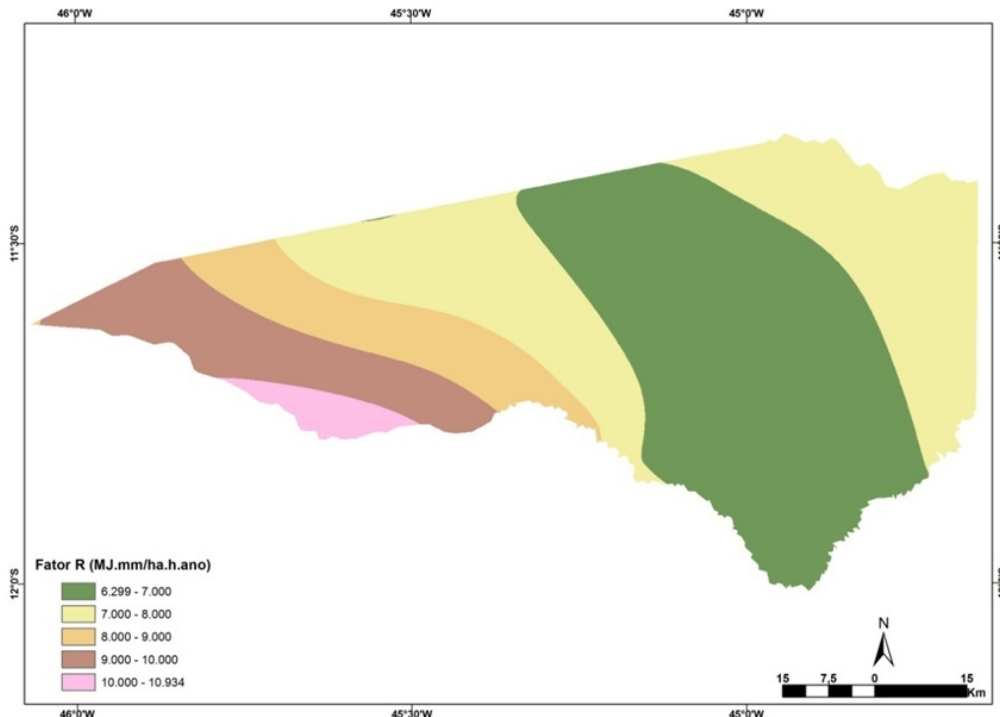 46°0'W 45°30'W 45°0'W
11°30'S
12°0'S
Fator R (MJ.mm/ha.h.ano)
6.299 - 7.000
7.000 - 8.000
8.000 - 9.000
9.000 - 10.000
10.000 - 10.934
N
15 7,5 0 15
Km
46°0'W 45°30'W 45°0'W